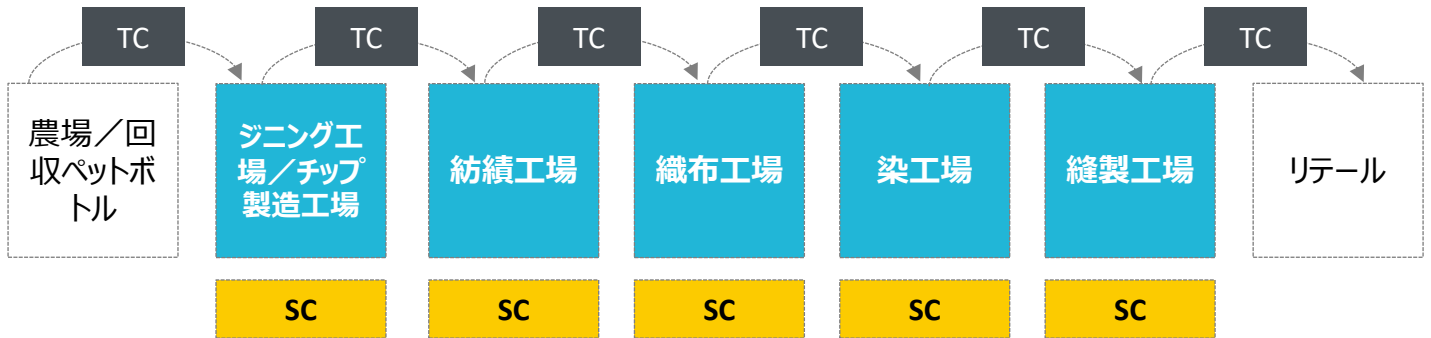 TC
TC
TC
TC
TC
TC
農場／回
収ペットボ
トル
ジニング工
場／チップ
製造工場
紡績工場
織布工場
染工場
縫製工場
リテール
SC
SC
SC
SC
SC